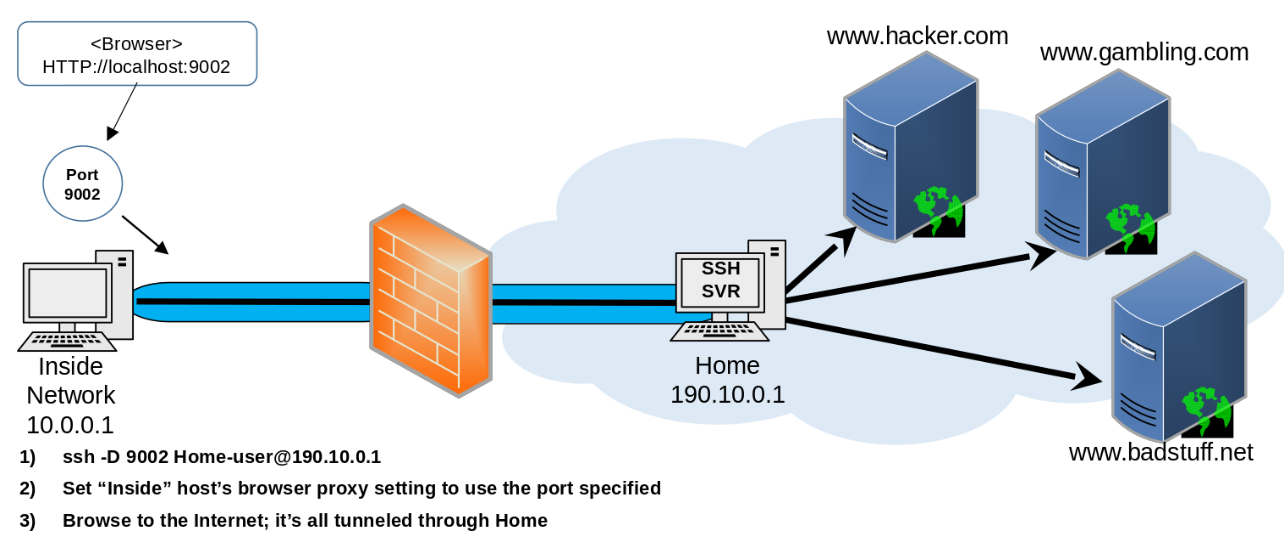 <Browser>
HTTP://localhost:9002
Port
9002
www.hacker.com
www.gambling.com
SSH
SVR
Inside
Network
10.0.0.1
Home
190.10.0.1
www.badstuff.net
1) ssh -D 9002 Home-user@190.10.0.1
2) Set “Inside” host’s browser proxy setting to use the port specified
3) Browse to the Internet; it’s all tunneled through Home